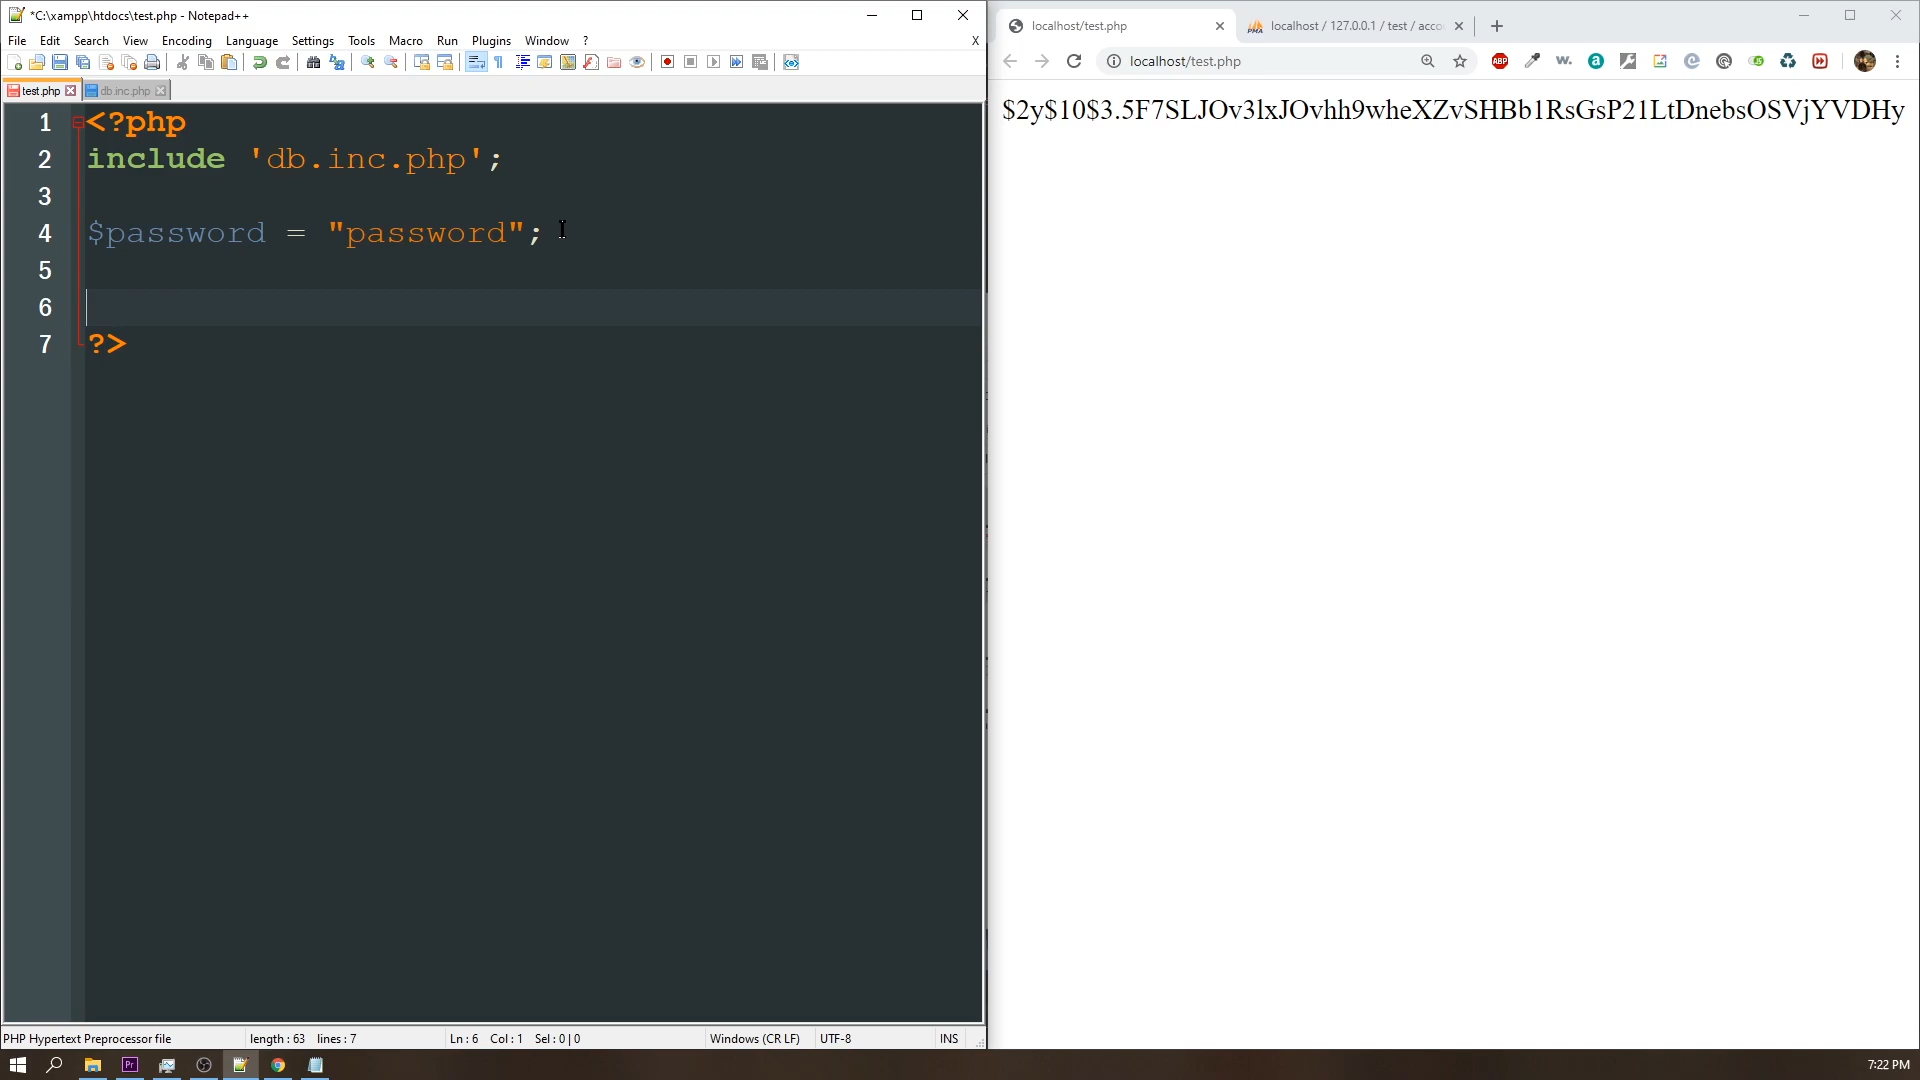 *C:\xampp\htdocs\test.php - Notepad++
File Edit Search View Encoding Language Settings Tools Macro Run Plugins Window ? X
test.php db.inc.php
1 <?php
2 include 'db.inc.php';
3
4 $password = "password";
5
6
7 ?>
PHP Hypertext Preprocessor file length : 63 lines : 7 Ln : 6 Col : 1 Sel : 0 | 0 Windows (CR LF) UTF-8 INS
localhost/test.php PMA localhost / 127.0.0.1 / test / acco
localhost/test.php ABP w. a
$2y$10$3.5F7SLJOv3lxJOvhh9wheXZvSHBb1RsGsP21LtDnebsOSVjYVDHy
Pr 7:22 PM